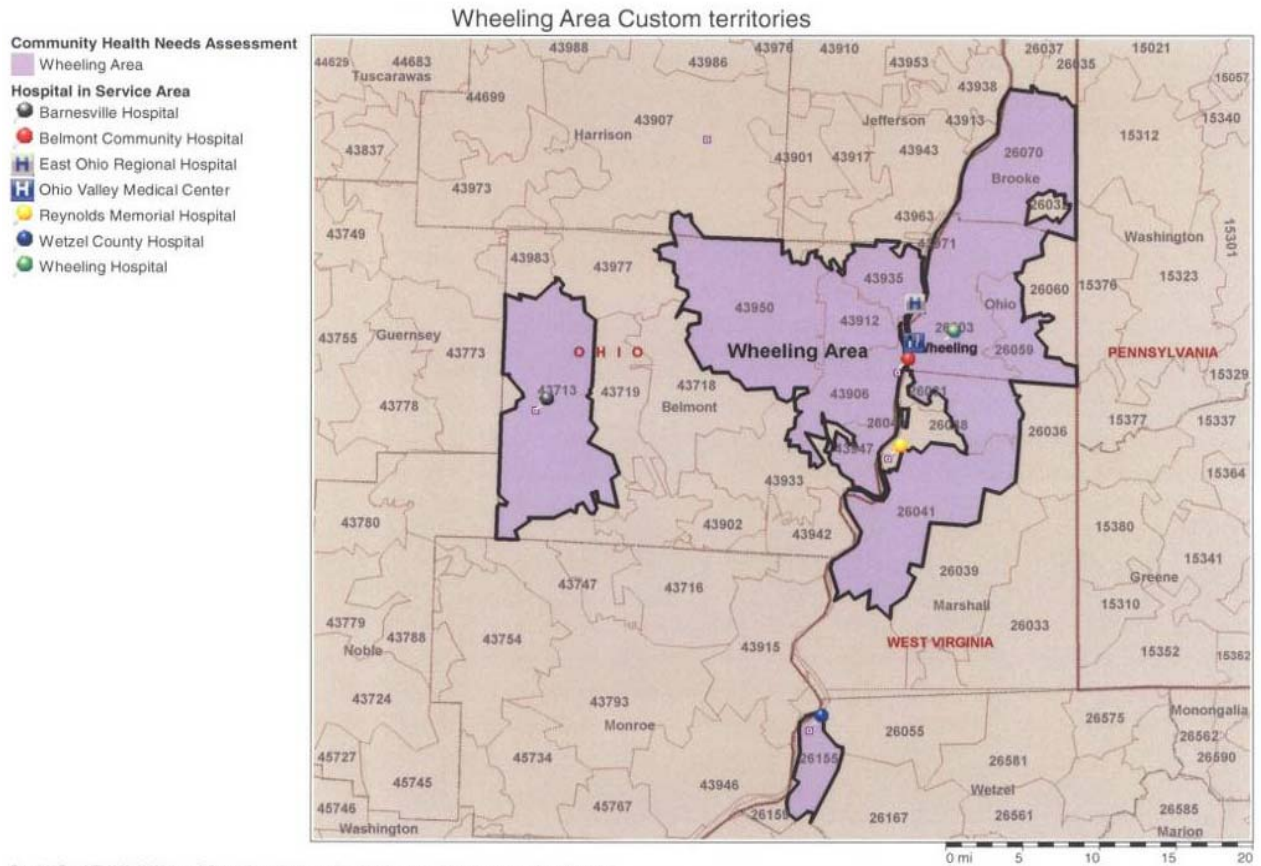 Wheeling Area Custom territories
Community Health Needs Assessment
Wheeling Area
Hospital in Service Area
Barnesville Hospital
Belmont Community Hospital
East Ohio Regional Hospital
Ohio Valley Medical Center
Reynolds Memorial Hospital
Wetzel County Hospital
Wheeling Hospital
43988 43976 43910 26037 15021
44629 44683 43986 43953 26035
Tuscarawas 15057
44699 43938
43907 Jefferson 43913 15340
Harrison 15312
43837 43901 43917 43943 26070
43973 Brooke
43963
43749 43971 Washington 15301
43983 43977 43935 15323
26060 15376
43950 H Ohio
43755 Guernsey 43912
43773 OHIO Wheeling Area Wheeling 26059 PENNSYLVANIA
15329
43713 43719 43718 43906
43778 Belmont 26036 15377 15337
43947
43933 15364
43780 43902 43942 26041 15380
15341
43747 43716 26039 Greene
Marshall 15310
43779 43788 43754 26033
Noble 43915 WEST VIRGINIA 15352 15362
43724 43793 Monongalia
Monroe 26055 26575 26562
45727 45734 26155 26581 26590
45745 43946 Wetzel
45746 45767 26159 26167 26561 26585
Washington Marion
0 mi 5 10 15 20